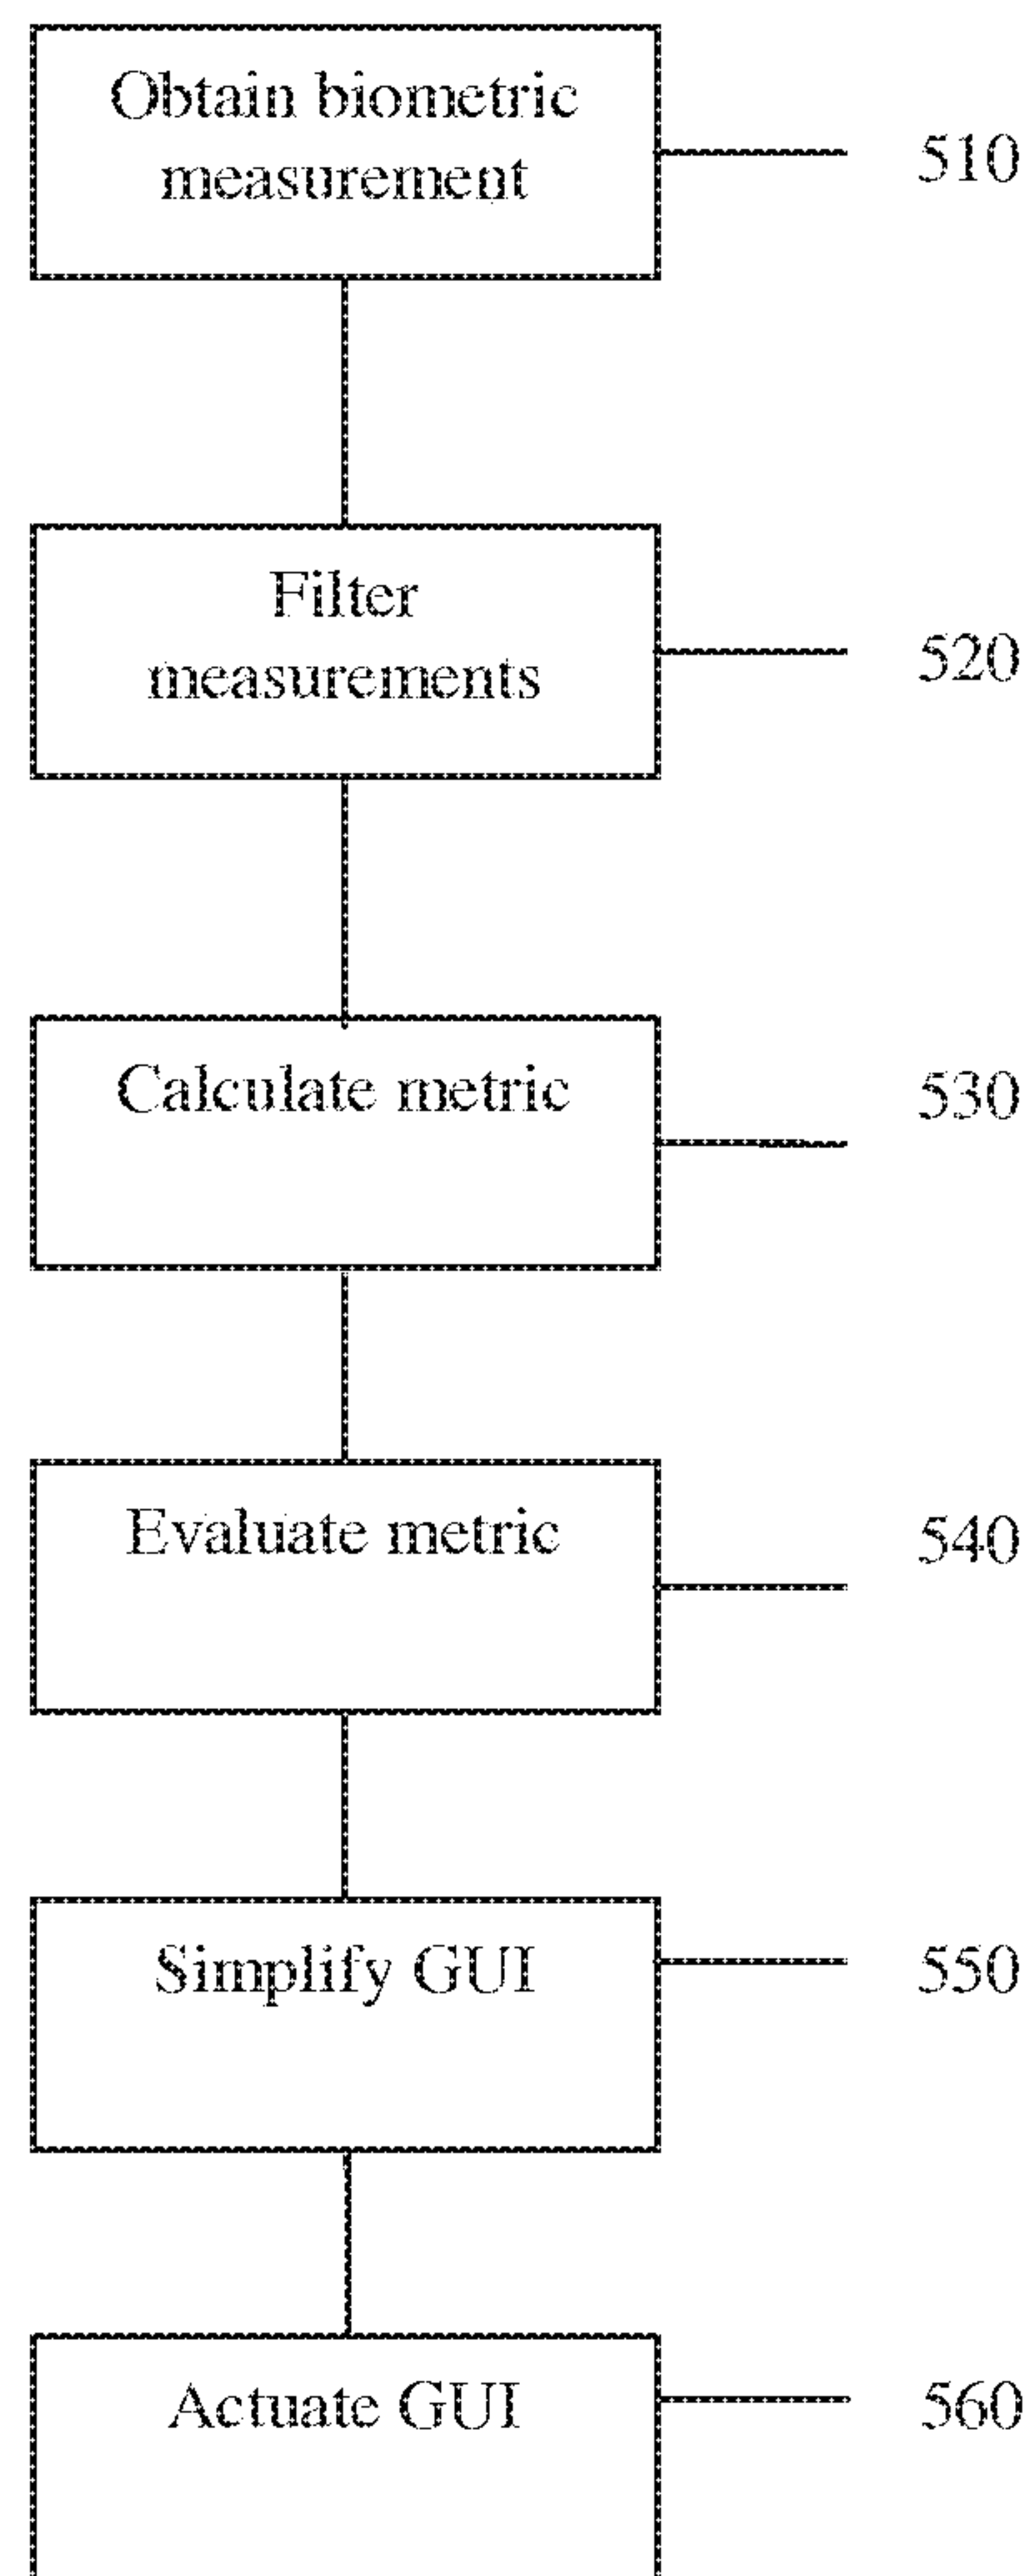 Obtain biometric
measurement
510
Filter
measurements
520
Calculate metric
530
Evaluate metric
540
Simplify GUI
550
Actuate GUI
560